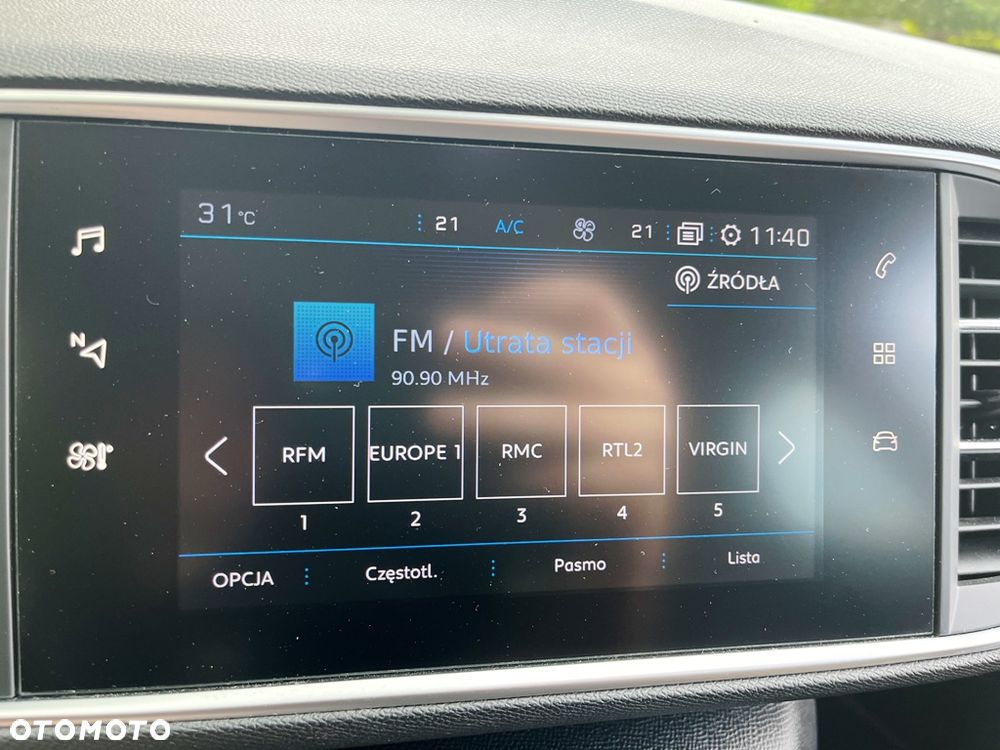 31°C 21 A/C 21 11:40
ŹRÓDŁA
FM / Utrata stacji
90.90 MHz
N
RFM EUROPE 1 RMC RTL2 VIRGIN
1 2 3 4 5
OPCJA Częstotl. Pasmo Lista
OTOMOTO